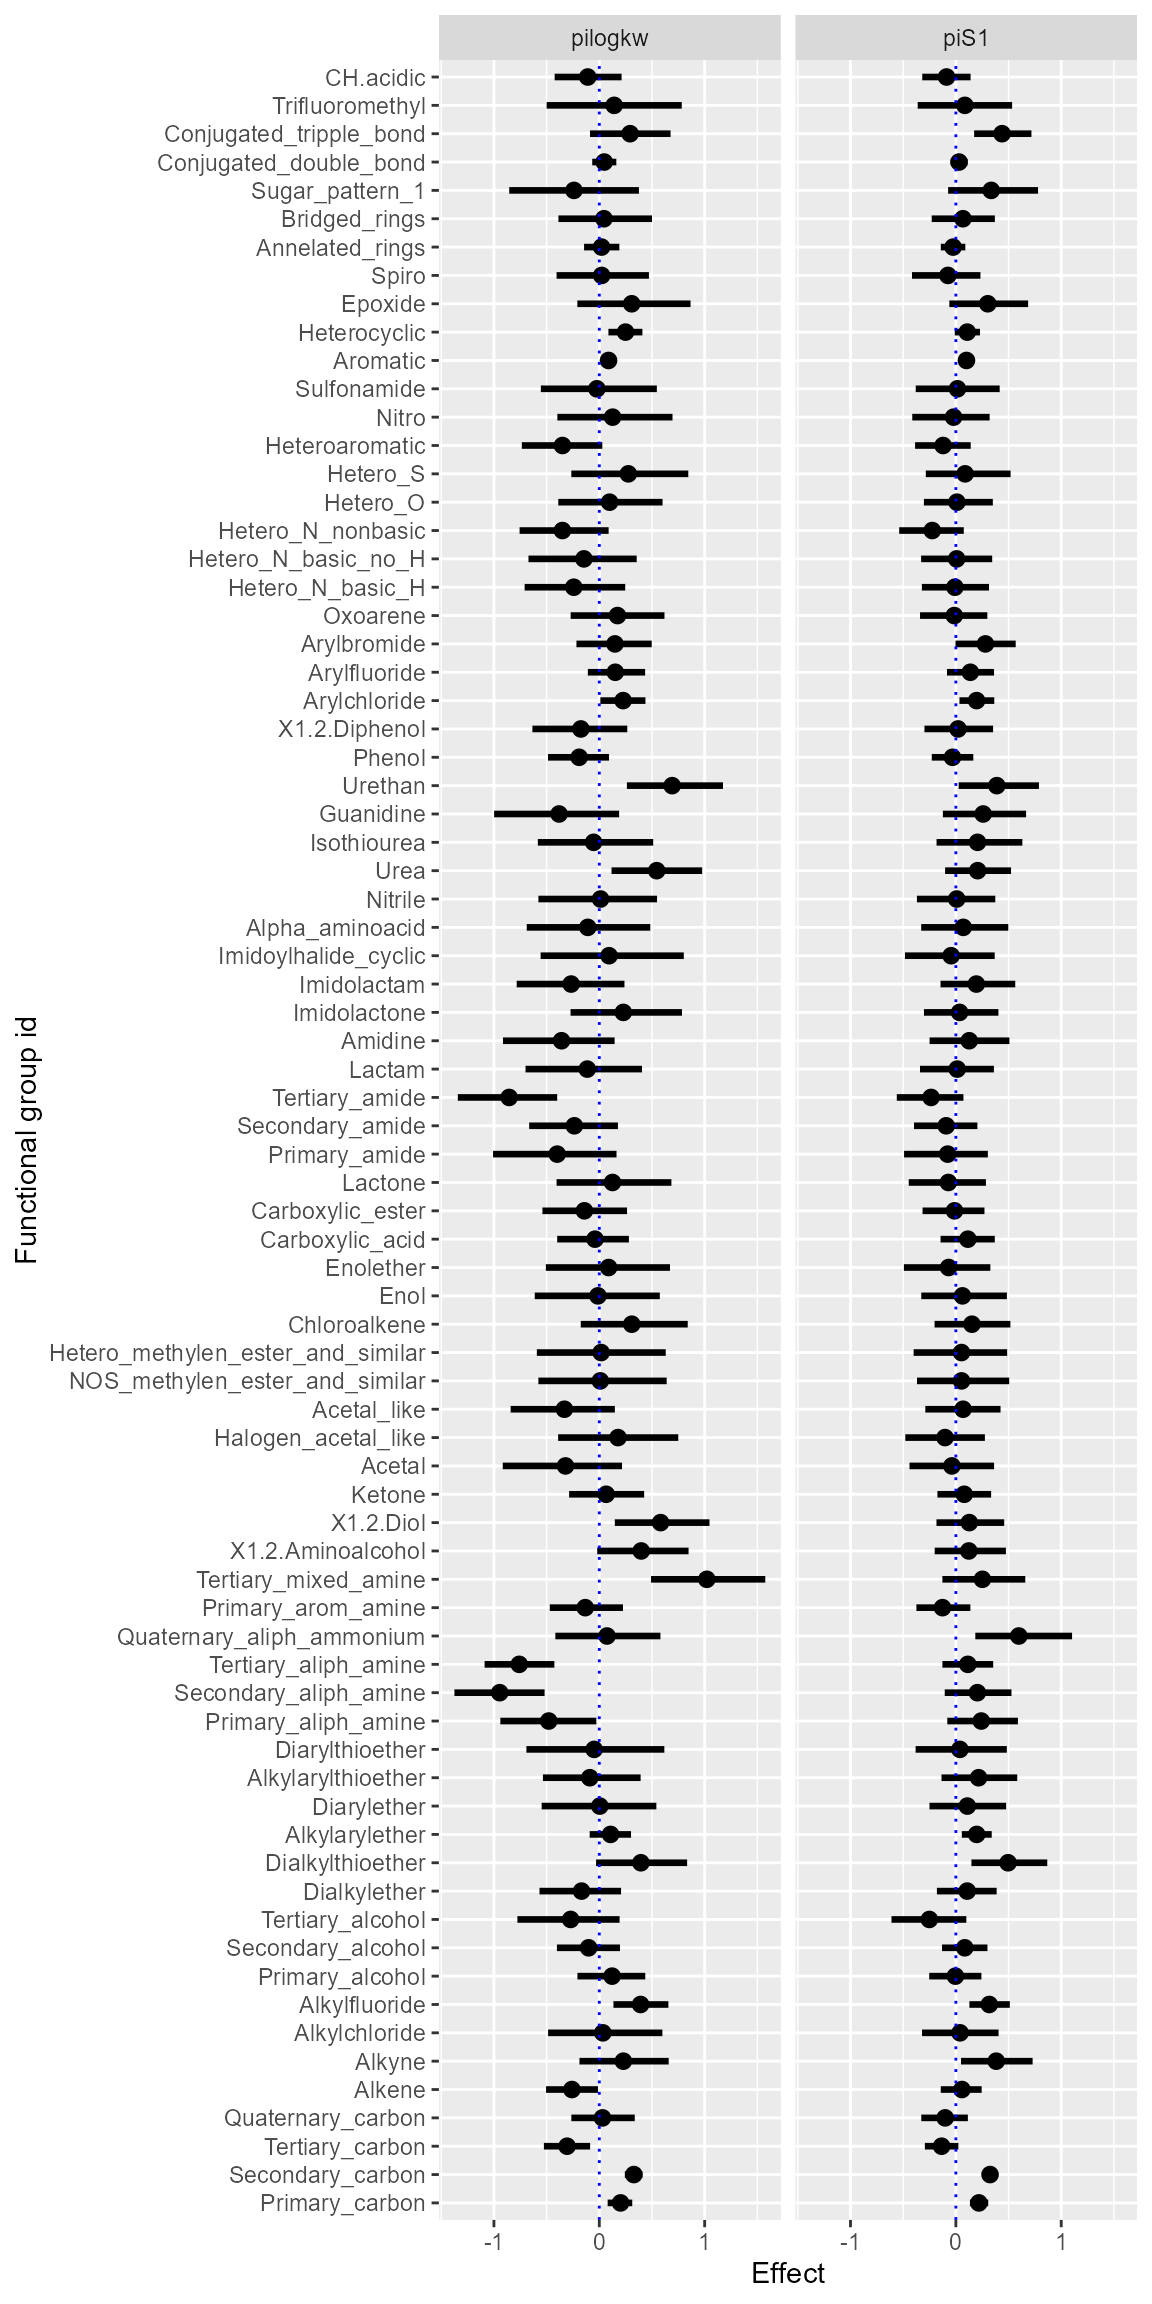 pilogkw piS1
CH.acidic
Trifluoromethyl
Conjugated_tripple_bond
Conjugated_double_bond
Sugar_pattern_1
Bridged_rings
Annelated_rings
Spiro
Epoxide
Heterocyclic
Aromatic
Sulfonamide
Nitro
Heteroaromatic
Hetero_S
Hetero_O
Hetero_N_nonbasic
Hetero_N_basic_no_H
Hetero_N_basic_H
Oxoarene
Arylbromide
Arylfluoride
Arylchloride
X1.2.Diphenol
Phenol
Urethan
Guanidine
Isothiourea
Urea
Nitrile
Alpha_aminoacid
Imidoylhalide_cyclic
Imidolactam
Imidolactone
Amidine
Lactam
Tertiary_amide
Secondary_amide
Primary_amide
Lactone
Carboxylic_ester
Carboxylic_acid
Enolether
Enol
Chloroalkene
Hetero_methylen_ester_and_similar
NOS_methylen_ester_and_similar
Acetal_like
Halogen_acetal_like
Acetal
Ketone
X1.2.Diol
X1.2.Aminoalcohol
Tertiary_mixed_amine
Primary_arom_amine
Quaternary_aliph_ammonium
Tertiary_aliph_amine
Secondary_aliph_amine
Primary_aliph_amine
Diarylthioether
Alkylarylthioether
Diarylether
Alkylarylether
Dialkylthioether
Dialkylether
Tertiary_alcohol
Secondary_alcohol
Primary_alcohol
Alkylfluoride
Alkylchloride
Alkyne
Alkene
Quaternary_carbon
Tertiary_carbon
Secondary_carbon
Primary_carbon
-1 0 1 -1 0 1
Effect
Functional group id